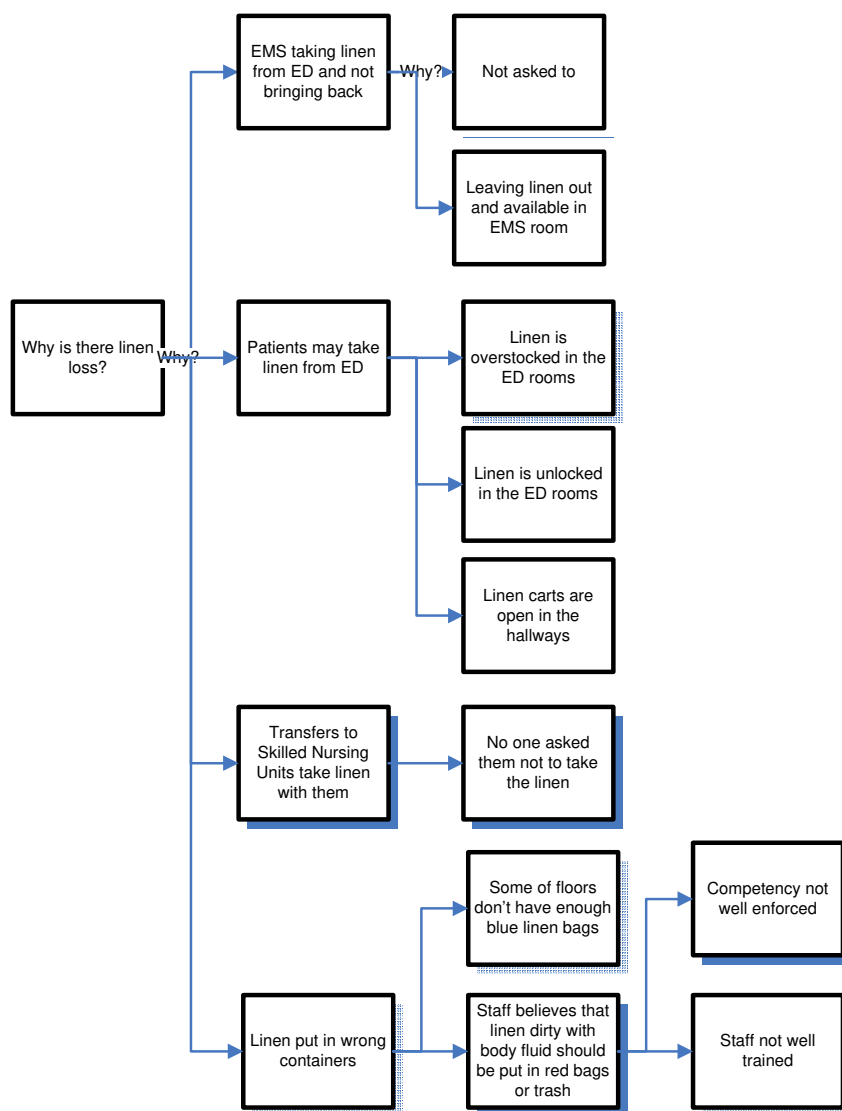 EMS taking linen
from ED and not
bringing back
Why?
Not asked to
Leaving linen out
and available in
EMS room
Why is there linen
loss?
Why?
Patients may take
linen from ED
Linen is
overstocked in the
ED rooms
Linen is unlocked
in the ED rooms
Linen carts are
open in the
hallways
Transfers to
Skilled Nursing
Units take linen
with them
No one asked
them not to take
the linen
Some of floors
don't have enough
blue linen bags
Competency not
well enforced
Linen put in wrong
containers
Staff believes that
linen dirty with
body fluid should
be put in red bags
or trash
Staff not well
trained